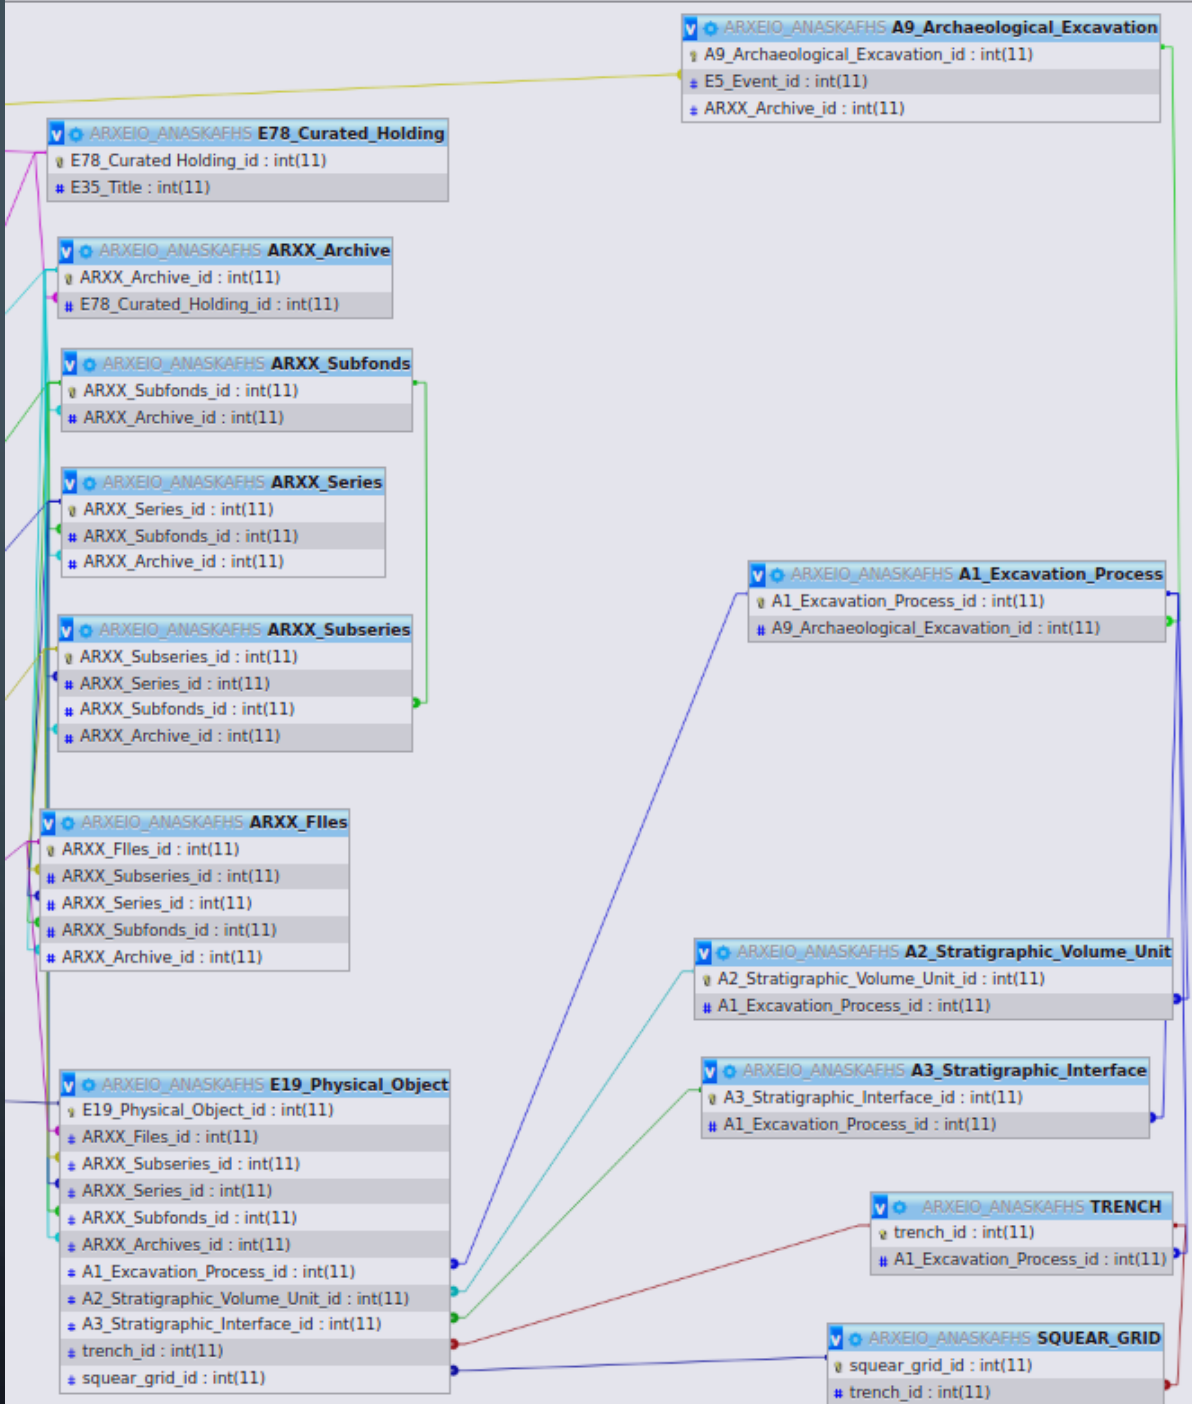 ARXEIO_ANASKAFHS A9_Archaeological_Excavation
A9_Archaeological_Excavation_id : int(11)
E5_Event_id : int(11)
ARXX_Archive_id : int(11)
ARXEIO_ANASKAFHS E78_Curated_Holding
E78_Curated Holding_id : int(11)
# E35_Title : int(11)
ARXEIO_ANASKAFHS ARXX_Archive
ARXX_Archive_id : int(11)
# E78_Curated_Holding_id : int(11)
ARXEIO_ANASKAFHS ARXX_Subfonds
ARXX_Subfonds_id : int(11)
# ARXX_Archive_id : int(11)
ARXEIO_ANASKAFHS ARXX_Series
ARXX_Series_id : int(11)
# ARXX_Subfonds_id : int(11)
# ARXX_Archive_id : int(11)
ARXEIO_ANASKAFHS A1_Excavation_Process
A1_Excavation_Process_id : int(11)
# A9_Archaeological_Excavation_id : int(11)
ARXEIO_ANASKAFHS ARXX_Subseries
ARXX_Subseries_id : int(11)
# ARXX_Series_id : int(11)
# ARXX_Subfonds_id : int(11)
# ARXX_Archive_id : int(11)
ARXEIO_ANASKAFHS ARXX_FIles
ARXX_FIles_id : int(11)
# ARXX_Subseries_id : int(11)
# ARXX_Series_id : int(11)
# ARXX_Subfonds_id : int(11)
# ARXX_Archive_id : int(11)
ARXEIO_ANASKAFHS A2_Stratigraphic_Volume_Unit
A2_Stratigraphic_Volume_Unit_id : int(11)
# A1_Excavation_Process_id : int(11)
ARXEIO_ANASKAFHS A3_Stratigraphic_Interface
A3_Stratigraphic_Interface_id : int(11)
# A1_Excavation_Process_id : int(11)
ARXEIO_ANASKAFHS E19_Physical_Object
E19_Physical_Object_id : int(11)
ARXX_Files_id : int(11)
ARXX_Subseries_id : int(11)
ARXX_Series_id : int(11)
ARXX_Subfonds_id : int(11)
ARXX_Archives_id : int(11)
A1_Excavation_Process_id : int(11)
A2_Stratigraphic_Volume_Unit_id : int(11)
A3_Stratigraphic_Interface_id : int(11)
trench_id : int(11)
squear_grid_id : int(11)
ARXEIO_ANASKAFHS TRENCH
trench_id : int(11)
# A1_Excavation_Process_id : int(11)
ARXEIO_ANASKAFHS SQUEAR_GRID
squear_grid_id : int(11)
# trench_id : int(11)